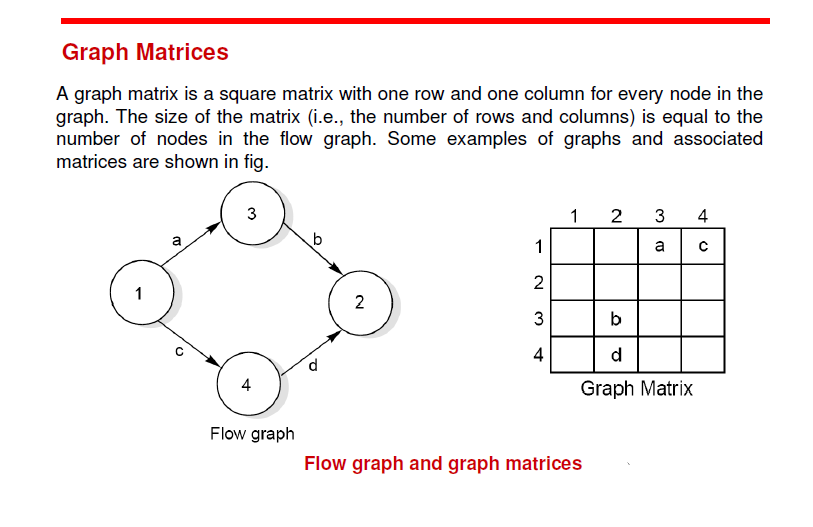 Graph Matrices
A graph matrix is a square matrix with one row and one column for every node in the
graph. The size of the matrix (i.e., the number of rows and columns) is equal to the
number of nodes in the flow graph. Some examples of graphs and associated
matrices are shown in fig.
3
a
b
1
2
c
d
4
Flow graph
1 2 3 4
1 a c
2
3 b
4 d
Graph Matrix
Flow graph and graph matrices